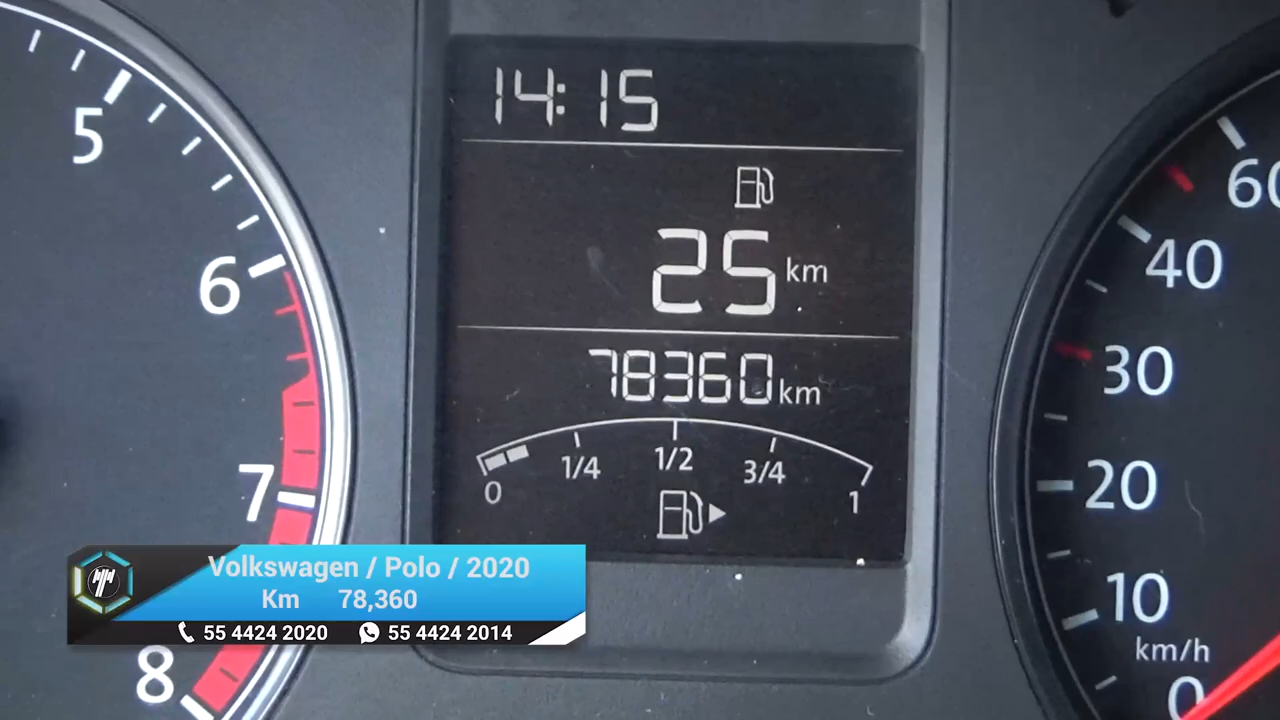 14:15
25 km
78360 km
0 1/4 1/2 3/4 1
5
6
7
8
60
40
30
20
10
km/h
0
Volkswagen / Polo / 2020
Km 78,360
55 4424 2020 55 4424 2014